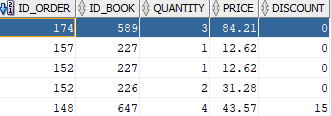 ID_ORDER ID_BOOK QUANTITY PRICE DISCOUNT
174 589 3 84.21 0
157 227 1 12.62 0
152 227 1 12.62 0
152 226 2 31.28 0
148 647 4 43.57 15